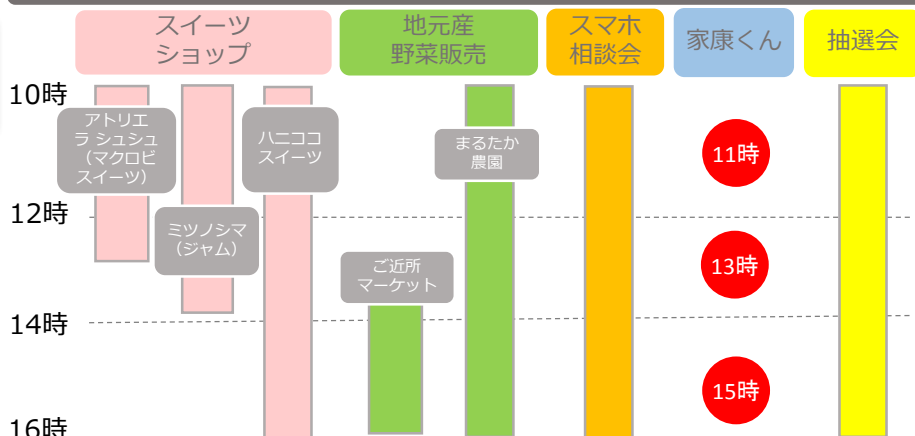 スイーツ
ショップ
地元産
野菜販売
スマホ
相談会
家康くん
抽選会
10時
アトリエ
ラ シュシュ
（マクロビ
スイーツ）
ハニココ
スイーツ
まるたか
農園
11時
12時
ミツノシマ
（ジャム）
ご近所
マーケット
13時
14時
15時
16時